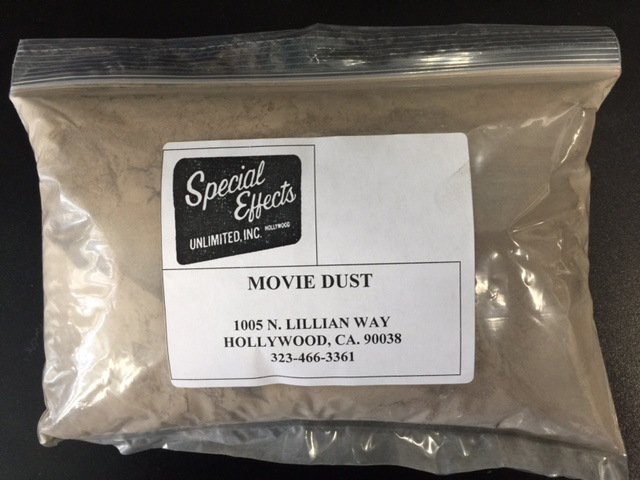 Special
Effects
UNLIMITED, INC. HOLLYWOOD
MOVIE DUST
1005 N. LILLIAN WAY
HOLLYWOOD, CA. 90038
323-466-3361